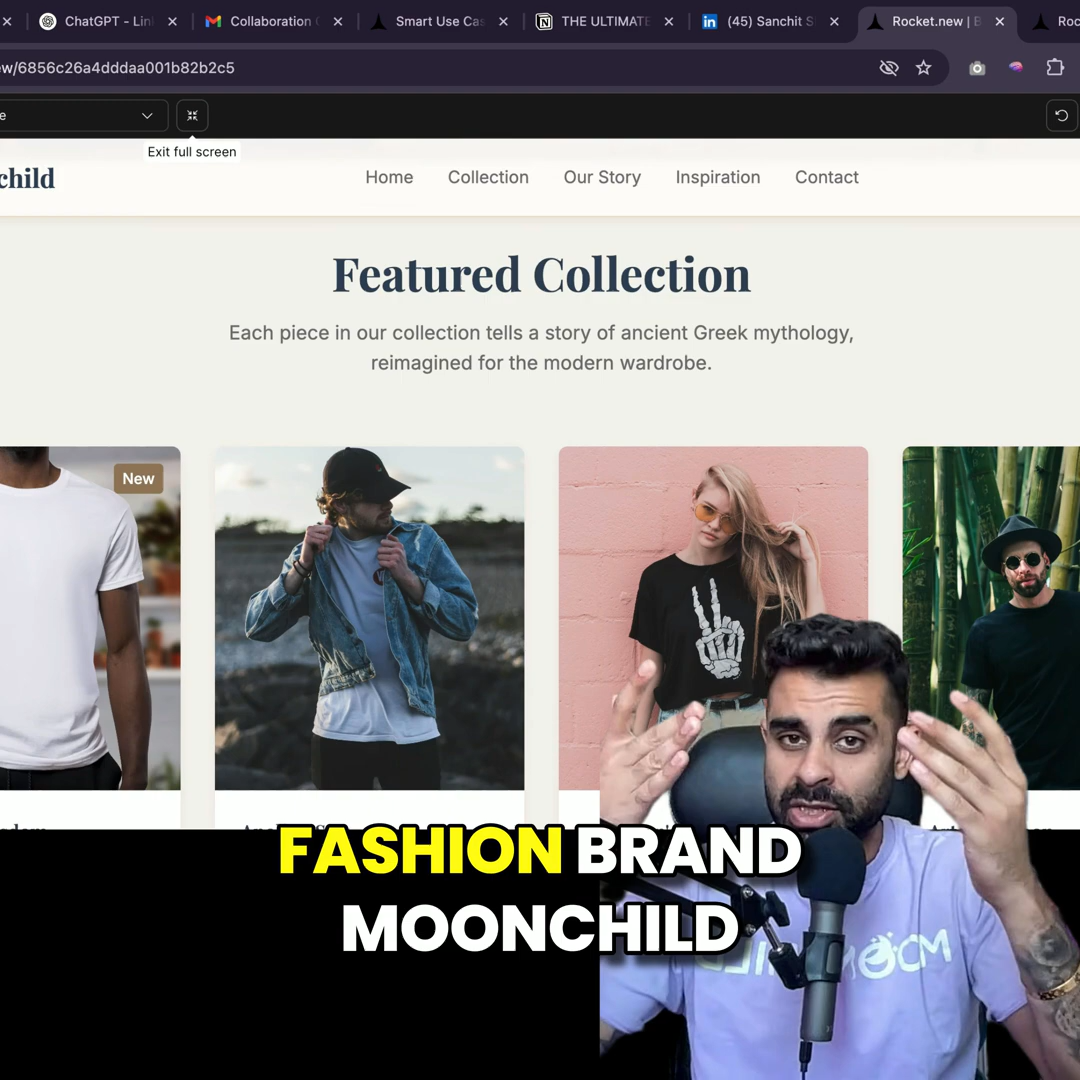 ChatGPT - Lin
Collaboration
Smart Use Cas
THE ULTIMATE
(45) Sanchit S
Rocket.new | B
Roc
w/6856c26a4dddaa001b82b2c5
e
Exit full screen
child
Home
Collection
Our Story
Inspiration
Contact
Featured Collection
Each piece in our collection tells a story of ancient Greek mythology,
reimagined for the modern wardrobe.
New
FASHION BRAND
MOONCHILD